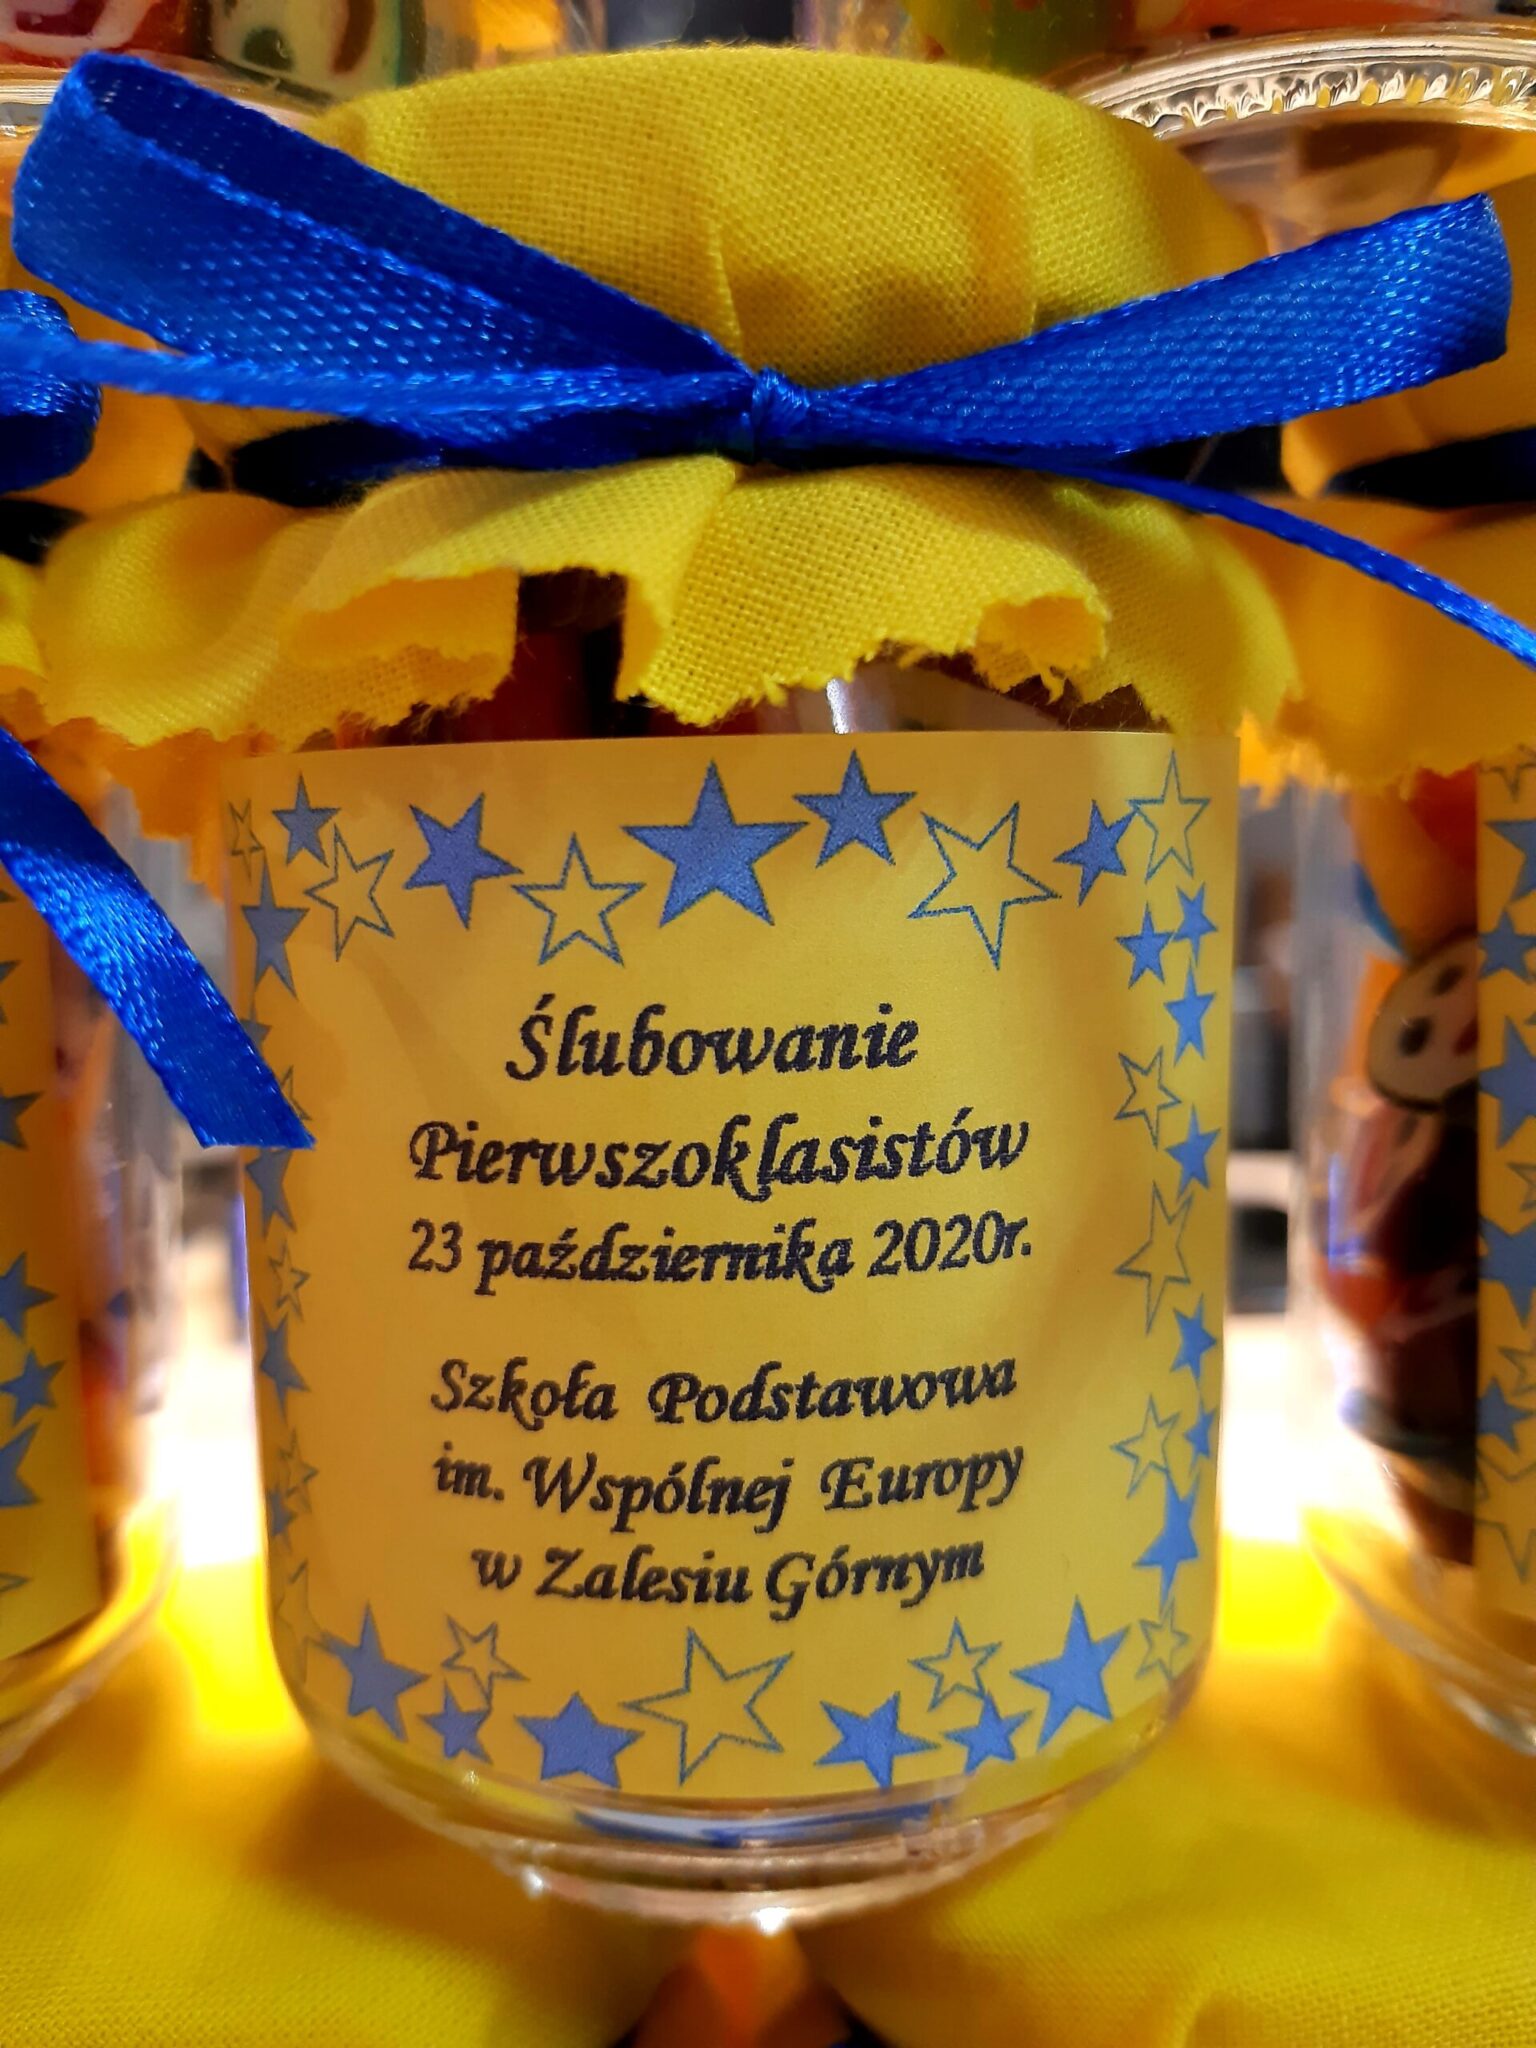 Ślubowanie
Pierwszoklasistów
23 października 2020r.
Szkoła Podstawowa
im. Wspólnej Europy
w Zalesiu Górnym